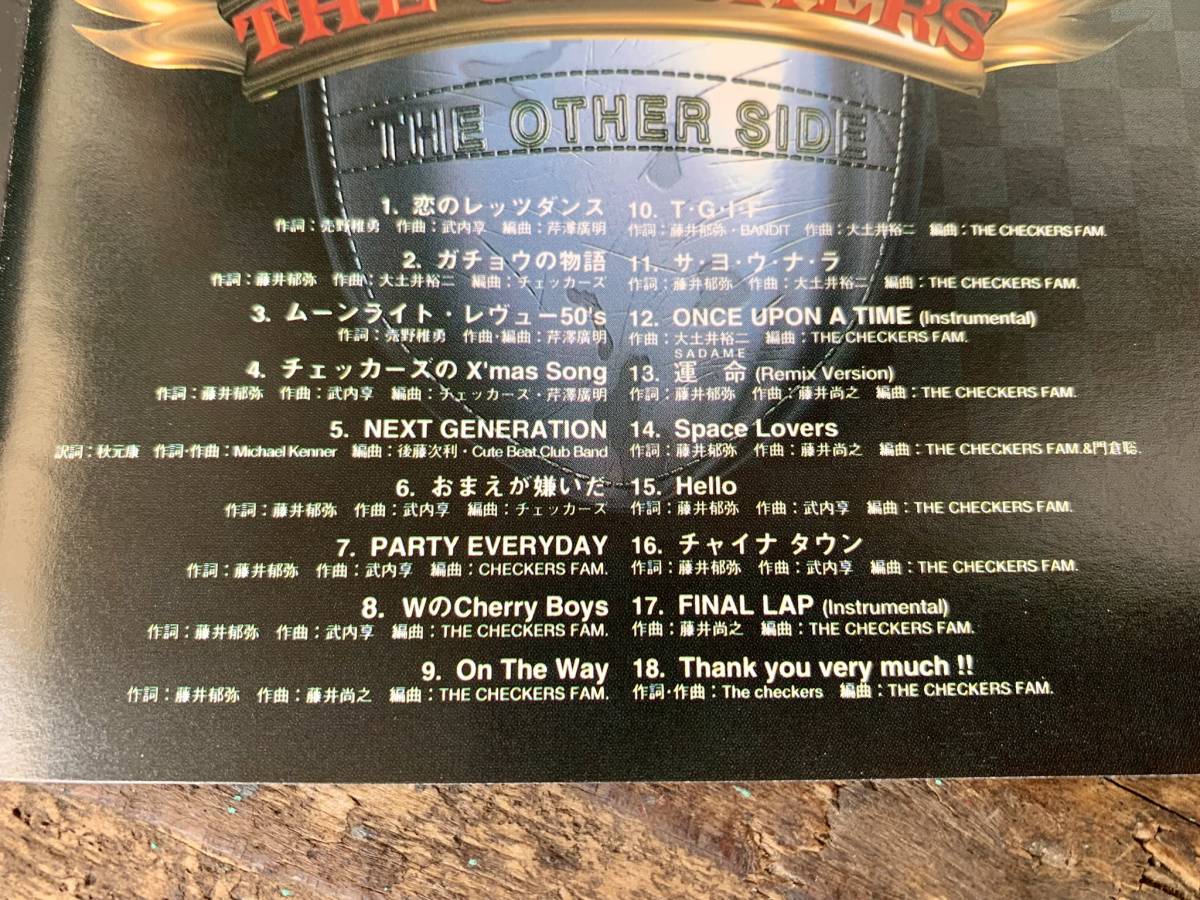 THE CHECKERS
THE OTHER SIDE
1. 恋のレッツダンス
作詞：売野雅勇 作曲：武内享 編曲：芹澤廣明
2. ガチョウの物語
作詞：藤井郁弥 作曲：大土井裕二 編曲：チェッカーズ
3. ムーンライト・レヴュー50's
作詞：売野雅勇 作曲・編曲：芹澤廣明
4. チェッカーズのX'mas Song
作詞：藤井郁弥 作曲：武内享 編曲：チェッカーズ・芹澤廣明
5. NEXT GENERATION
訳詞：秋元康 作詞・作曲：Michael Kenner 編曲：後藤次利・Cute Beat Club Band
6. おまえが嫌いだ
作詞：藤井郁弥 作曲：武内享 編曲：チェッカーズ
7. PARTY EVERYDAY
作詞：藤井郁弥 作曲：武内享 編曲：CHECKERS FAM.
8. WのCherry Boys
作詞：藤井郁弥 作曲：武内享 編曲：THE CHECKERS FAM.
9. On The Way
作詞：藤井郁弥 作曲：藤井尚之 編曲：THE CHECKERS FAM.
10. T・G・I・F
作詞：藤井郁弥・BANDIT 作曲：大土井裕二 編曲：THE CHECKERS FAM.
11. サ・ヨ・ウ・ナ・ラ
作詞：藤井郁弥 作曲：大土井裕二 編曲：THE CHECKERS FAM.
12. ONCE UPON A TIME (Instrumental)
作曲：大土井裕二 編曲：THE CHECKERS FAM.
SADAME
13. 運 命 (Remix Version)
作詞：藤井郁弥 作曲：藤井尚之 編曲：THE CHECKERS FAM.
14. Space Lovers
作詞：藤井郁弥 作曲：藤井尚之 編曲：THE CHECKERS FAM.&門倉聡.
15. Hello
作詞：藤井郁弥 作曲：武内享 編曲：THE CHECKERS FAM.
16. チャイナ タウン
作詞：藤井郁弥 作曲：武内享 編曲：THE CHECKERS FAM.
17. FINAL LAP (Instrumental)
作曲：藤井尚之 編曲：THE CHECKERS FAM.
18. Thank you very much !!
作詞・作曲：The checkers 編曲：THE CHECKERS FAM.